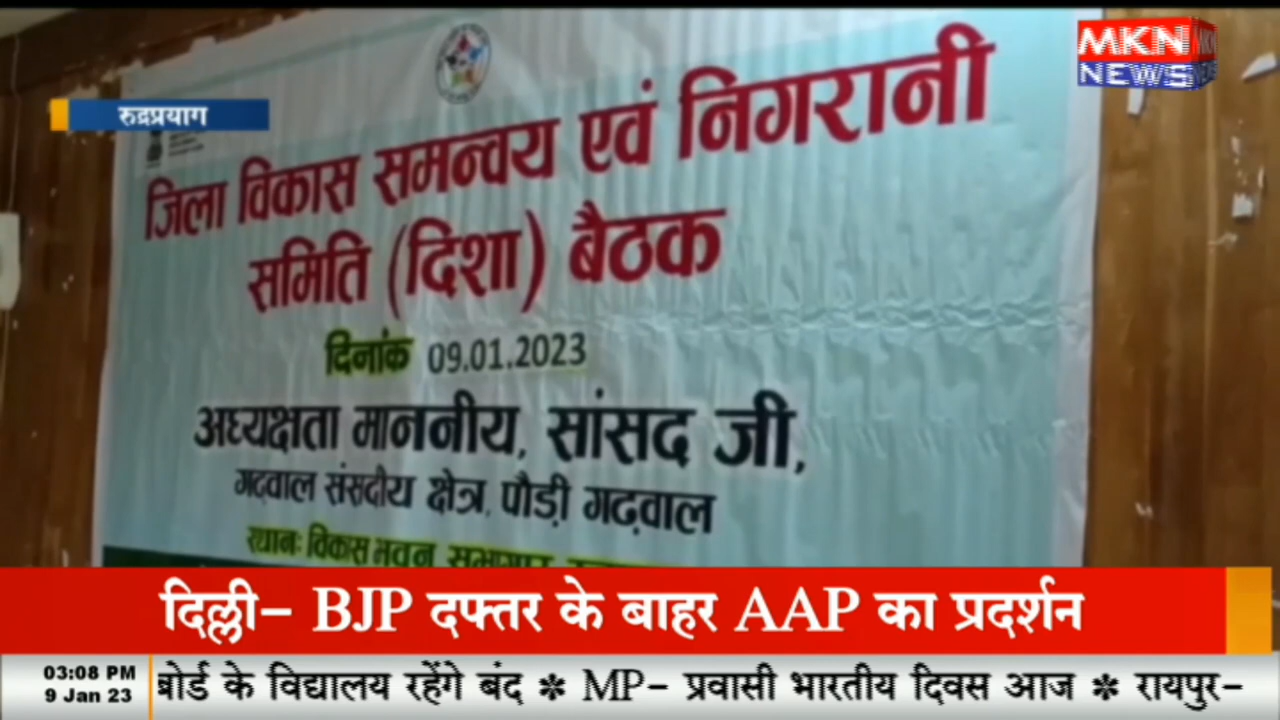 MKN
NEWS
रुद्रप्रयाग
जिला विकास समन्वय एवं निगरानी
समिति (दिशा) बैठक
दिनांक 09.01.2023
अध्यक्षता माननीय, सांसद जी,
गढ़वाल संसदीय क्षेत्र, पौड़ी गढ़वाल
स्थानः विकास भवन सभागार
दिल्ली- BJP दफ्तर के बाहर AAP का प्रदर्शन
03:08 PM
9 Jan 23
ब्रोर्ड के विद्यालय रहेंगे बंद * MP- प्रवासी भारतीय दिवस आज * रायपुर-